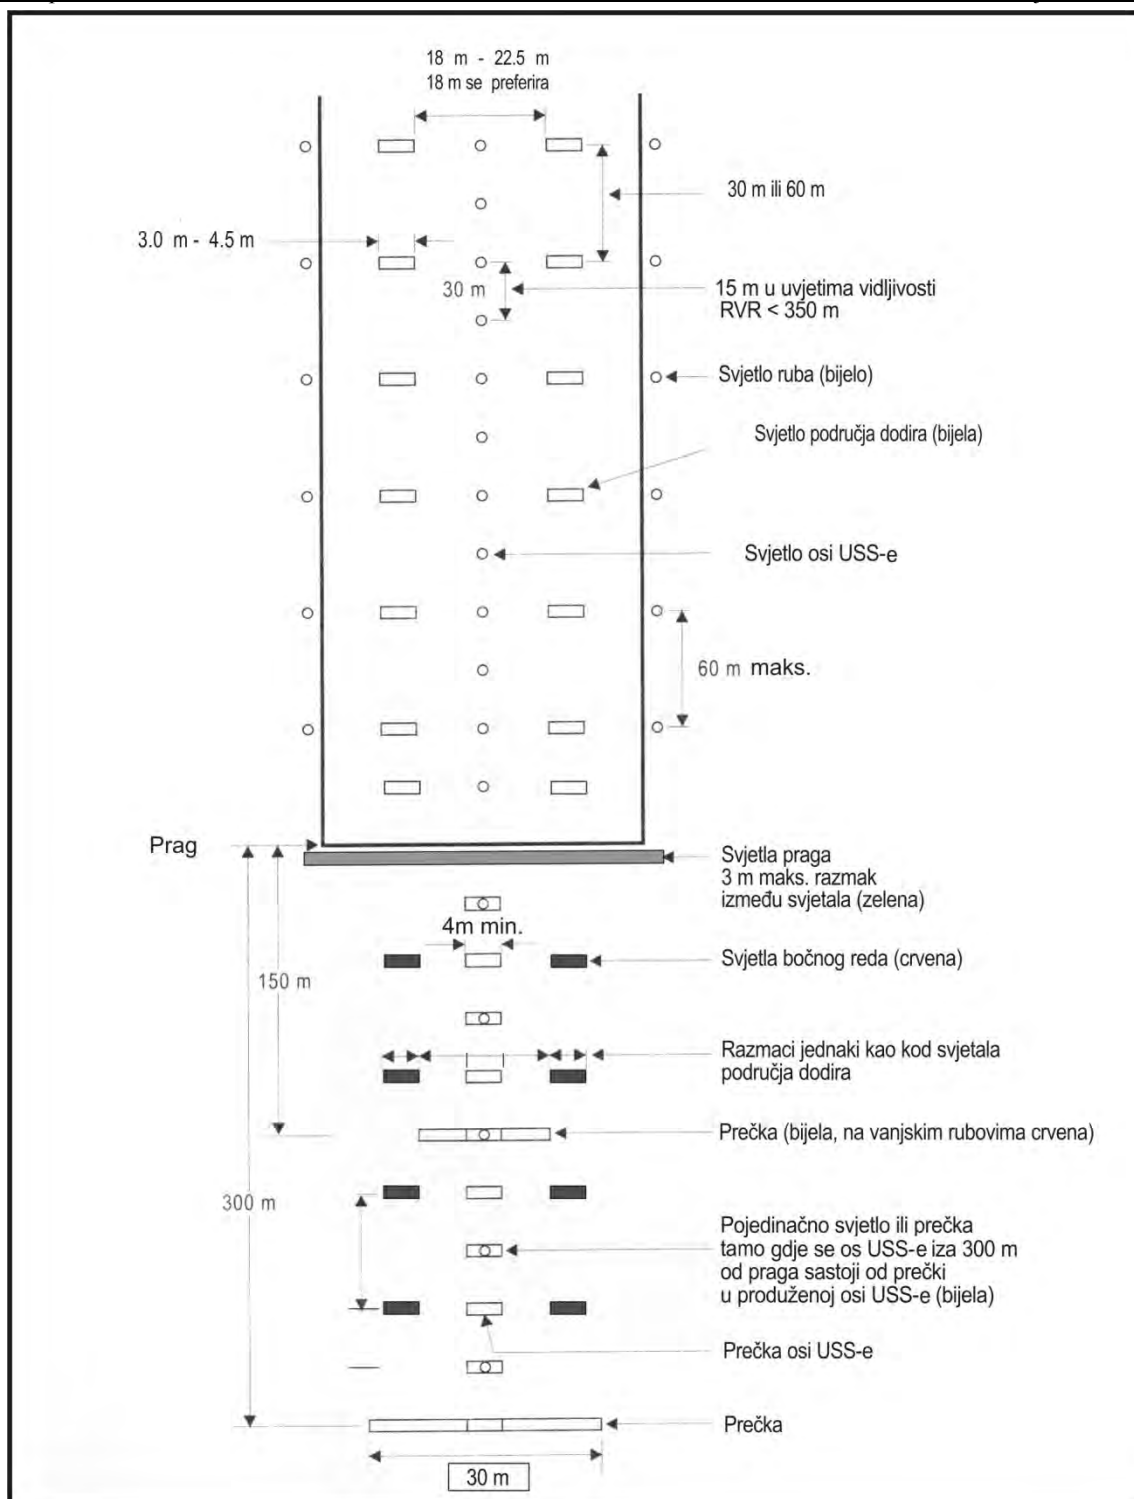 18 m - 22.5 m
18 m se preferira
30 m ili 60 m
3.0 m - 4.5 m
30 m
15 m u uvjetima vidljivosti
RVR < 350 m
Svjetlo ruba (bijelo)
Svjetlo područja dodira (bijela)
Svjetlo osi USS-e
60 m maks.
Prag
Svjetla praga
3 m maks. razmak
između svjetala (zelena)
4m min.
Svjetla bočnog reda (crvena)
150 m
Razmaci jednaki kao kod svjetala
područja dodira
Prečka (bijela, na vanjskim rubovima crvena)
300 m
Pojedinačno svjetlo ili prečka
tamo gdje se os USS-e iza 300 m
od praga sastoji od prečki
u produženoj osi USS-e (bijela)
Prečka osi USS-e
Prečka
30 m